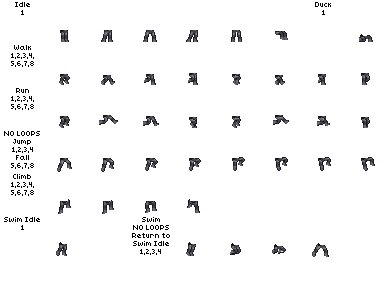 Idle
1
Duck
1
Walk
1,2,3,4,
5,6,7,8
Run
1,2,3,4,
5,6,7,8
NO LOOPS
Jump
1,2,3,4
Fall
5,6,7,8
Climb
1,2,3,4,
5,6,7,8
Swim Idle
1
Swim
NO LOOPS
Return to
Swim Idle
1,2,3,4